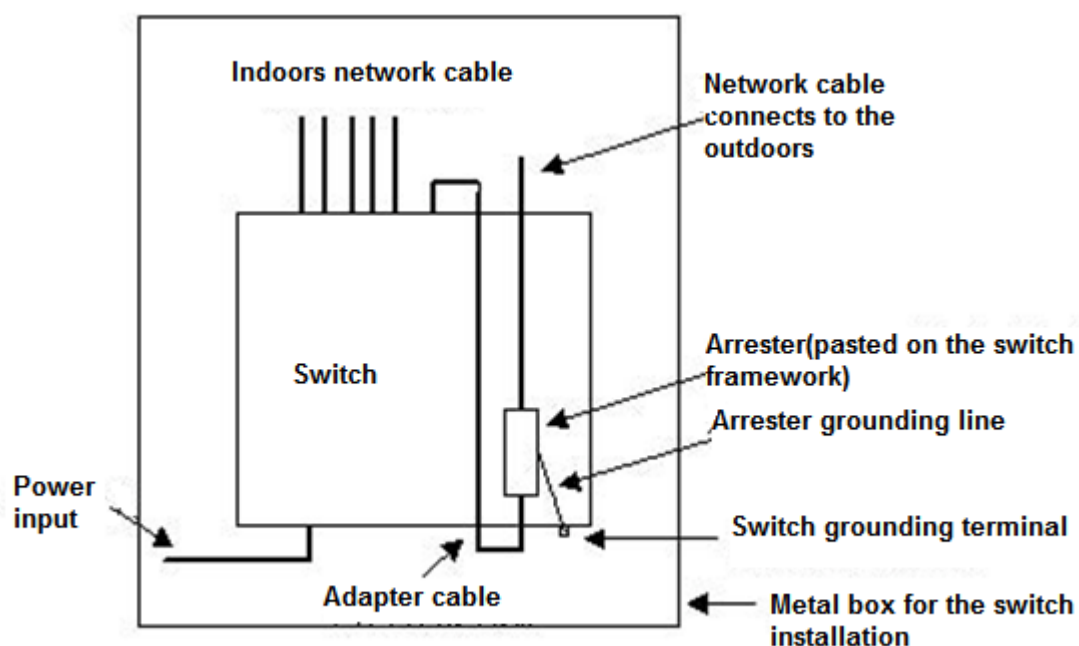 Indoors network cable
Network cable
connects to the
outdoors
Switch
Arrester(pasted on the switch
framework)
Arrester grounding line
Power
input
Switch grounding terminal
Adapter cable
Metal box for the switch
installation